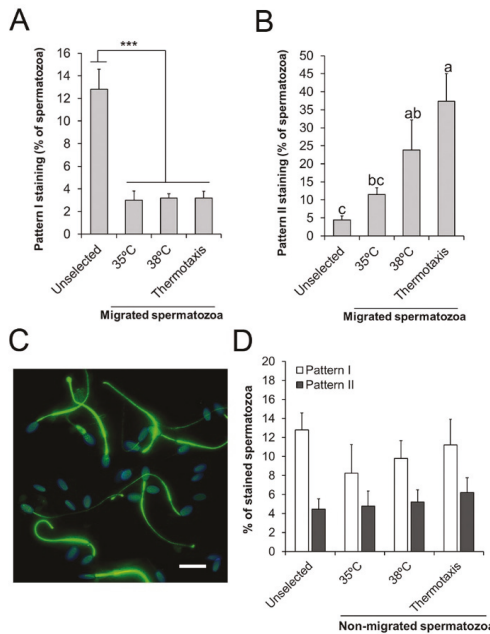 A
Pattern I staining (% of spermatozoa)
16
14
12
10
8
6
4
2
0
***
Unselected
35ºC
38ºC
Thermotaxis
Migrated spermatozoa
B
Pattern II staining (% of spermatozoa)
50
45
40
35
30
25
20
15
10
5
0
c
bc
ab
a
Unselected
35ºC
38ºC
Thermotaxis
Migrated spermatozoa
C
D
% of stained spermatozoa
20
18
16
14
12
10
8
6
4
2
0
Pattern I
Pattern II
Unselected
35ºC
38ºC
Thermotaxis
Non-migrated spermatozoa